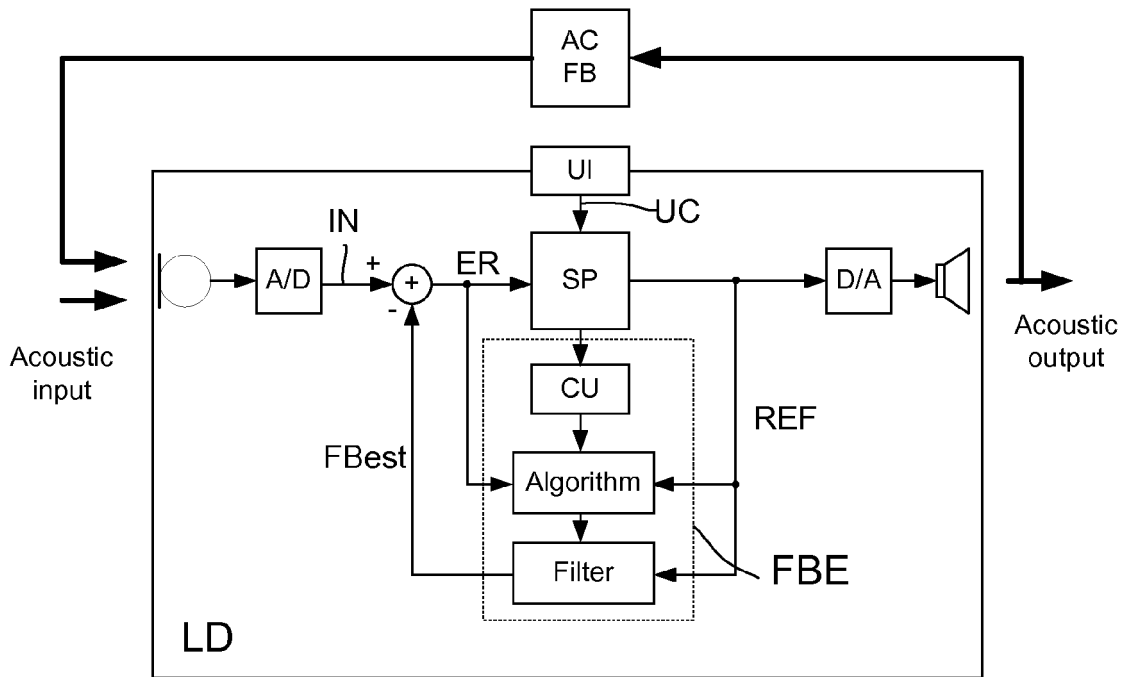 AC
FB
UI
UC
IN
A/D
+
+
-
ER
SP
D/A
Acoustic
input
Acoustic
output
CU
REF
FBest
Algorithm
Filter
FBE
LD